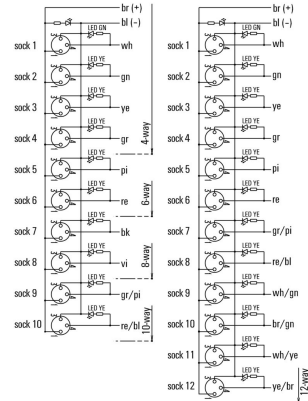 br (+)
bl (−)
LED GN
sock 1
wh
LED YE
sock 2
gn
LED YE
sock 3
ye
LED YE
sock 4
gr
4-way
LED YE
sock 5
pi
LED YE
sock 6
re
6-way
LED YE
sock 7
bk
LED YE
sock 8
vi
8-way
LED YE
sock 9
gr/pi
LED YE
sock 10
re/bl
10-way
br (+)
bl (−)
LED GN
sock 1
wh
LED YE
sock 2
gn
LED YE
sock 3
ye
LED YE
sock 4
gr
LED YE
sock 5
pi
LED YE
sock 6
re
LED YE
sock 7
gr/pi
LED YE
sock 8
re/bl
LED YE
sock 9
wh/gn
LED YE
sock 10
br/gn
LED YE
sock 11
wh/ye
LED YE
sock 12
ye/br
12-way